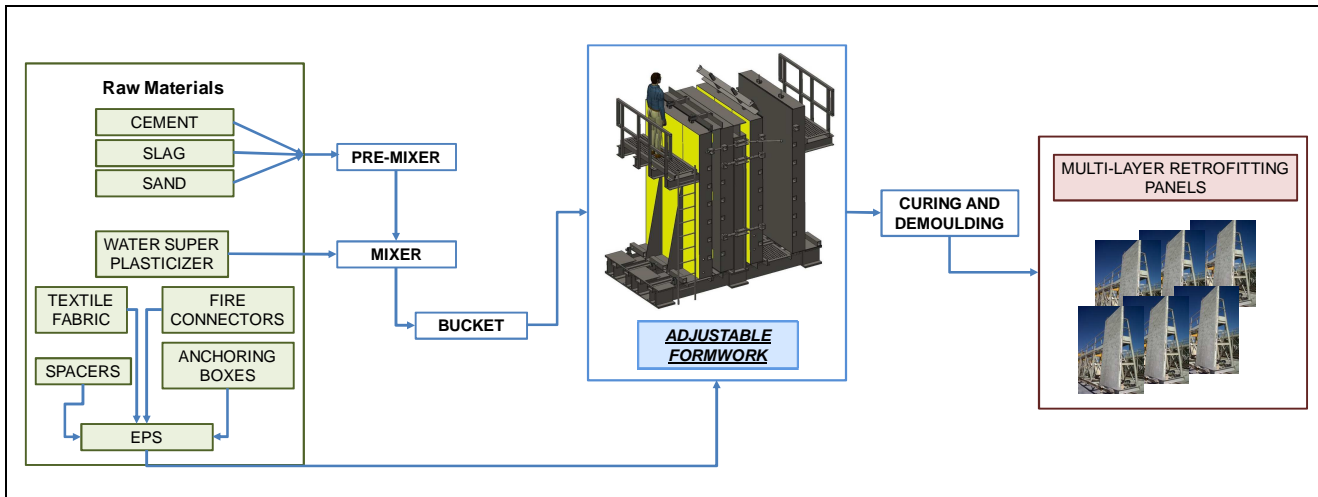 Raw Materials
CEMENT
SLAG
SAND
WATER SUPER
PLASTICIZER
TEXTILE
FABRIC
FIRE
CONNECTORS
SPACERS
ANCHORING
BOXES
EPS
PRE-MIXER
MIXER
BUCKET
ADJUSTABLE
FORMWORK
CURING AND
DEMOULDING
MULTI-LAYER RETROFITTING
PANELS